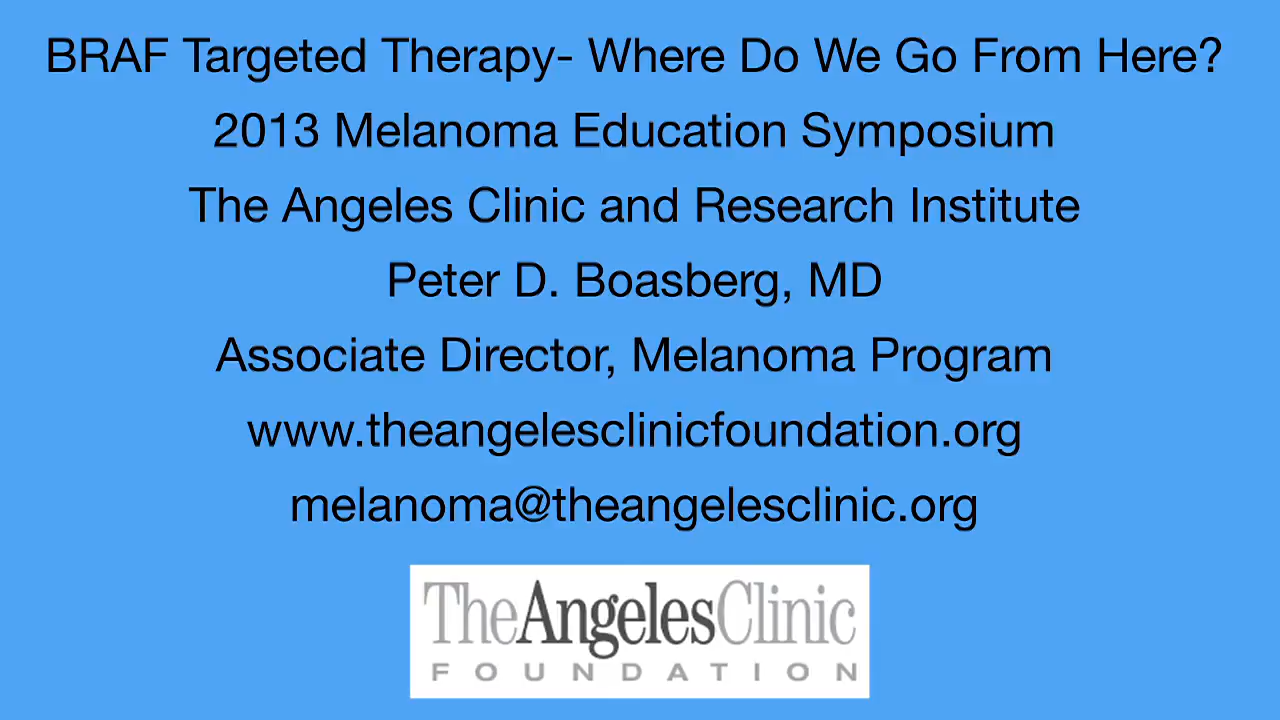 BRAF Targeted Therapy- Where Do We Go From Here?
2013 Melanoma Education Symposium
The Angeles Clinic and Research Institute
Peter D. Boasberg, MD
Associate Director, Melanoma Program
www.theangelesclinicfoundation.org
melanoma@theangelesclinic.org
TheAngelesClinic
FOUNDATION